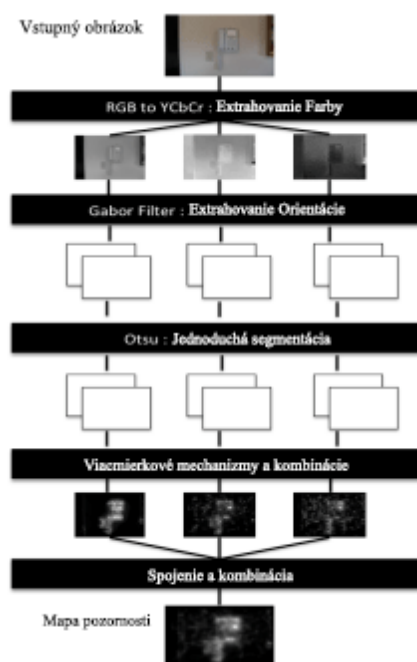 Vstupný obrázok
RGB to YCbCr : Extrahovanie Farby
Gabor Filter : Extrahovanie Orientácie
Otsu : Jednoduchá segmentácia
Viacmierkové mechanizmy a kombinácie
Spojenie a kombinácia
Mapa pozornosti